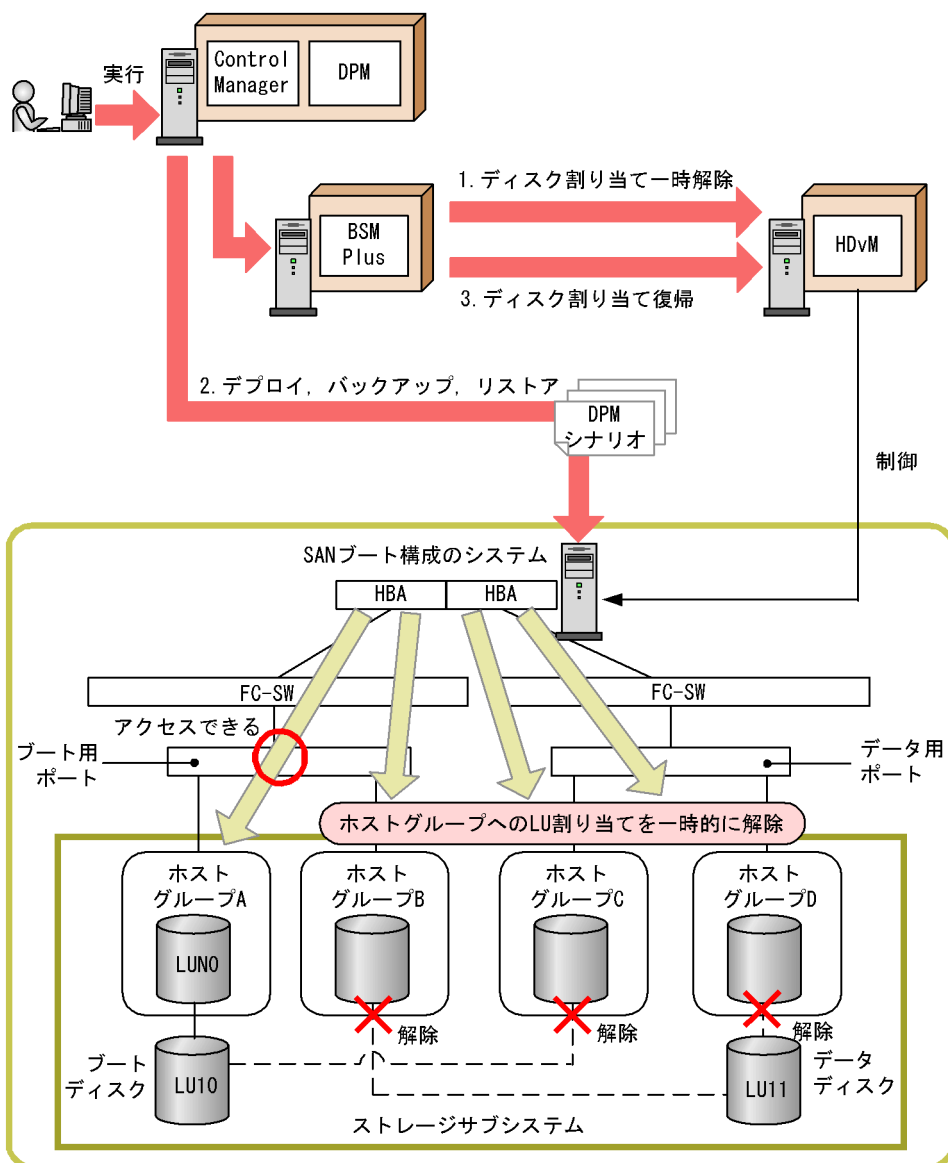 実行
Control
Manager
DPM
1.ディスク割り当て一時解除
BSM
Plus
HDvM
3.ディスク割り当て復帰
2.デプロイ，バックアップ，リストア
DPM
シナリオ
制御
SANブート構成のシステム
HBA
HBA
FC-SW
FC-SW
アクセスできる
ブート用
ポート
データ用
ポート
ホストグループへのLU割り当てを一時的に解除
ホスト
グループA
ホスト
グループB
ホスト
グループC
ホスト
グループD
LUN0
解除
解除
解除
ブート
ディスク
LU10
LU11
データ
ディスク
ストレージサブシステム